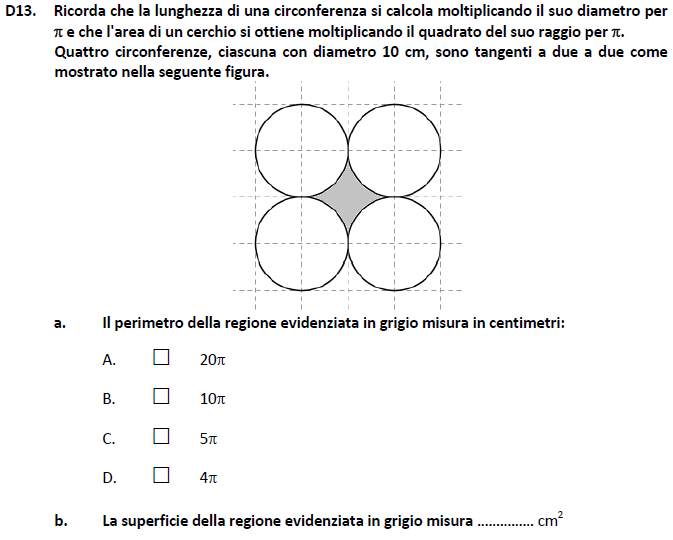 D13. Ricorda che la lunghezza di una circonferenza si calcola moltiplicando il suo diametro per
π e che l'area di un cerchio si ottiene moltiplicando il quadrato del suo raggio per π.
Quattro circonferenze, ciascuna con diametro 10 cm, sono tangenti a due a due come
mostrato nella seguente figura.
a. Il perimetro della regione evidenziata in grigio misura in centimetri:
A. 20π
B. 10π
C. 5π
D. 4π
b. La superficie della regione evidenziata in grigio misura ............... cm²